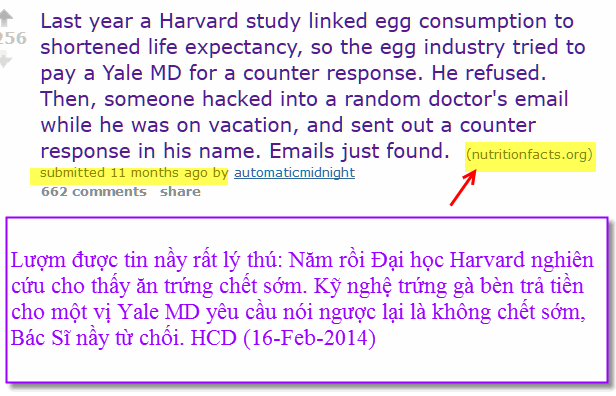 Last year a Harvard study linked egg consumption to
256
shortened life expectancy, so the egg industry tried to
pay a Yale MD for a counter response. He refused.
Then, someone hacked into a random doctor's email
while he was on vacation, and sent out a counter
response in his name. Emails just found. (nutritionfacts.org)
submitted 11 months ago by automaticmidnight
662 comments share
Lượm được tin nầy rất lý thú: Năm rồi Đại học Harvard nghiên
cứu cho thấy ăn trứng chết sớm. Kỹ nghệ trứng gà bèn trả tiền
cho một vị Yale MD yêu cầu nói ngược lại là không chết sớm,
Bác Sĩ nầy từ chối. HCD (16-Feb-2014)